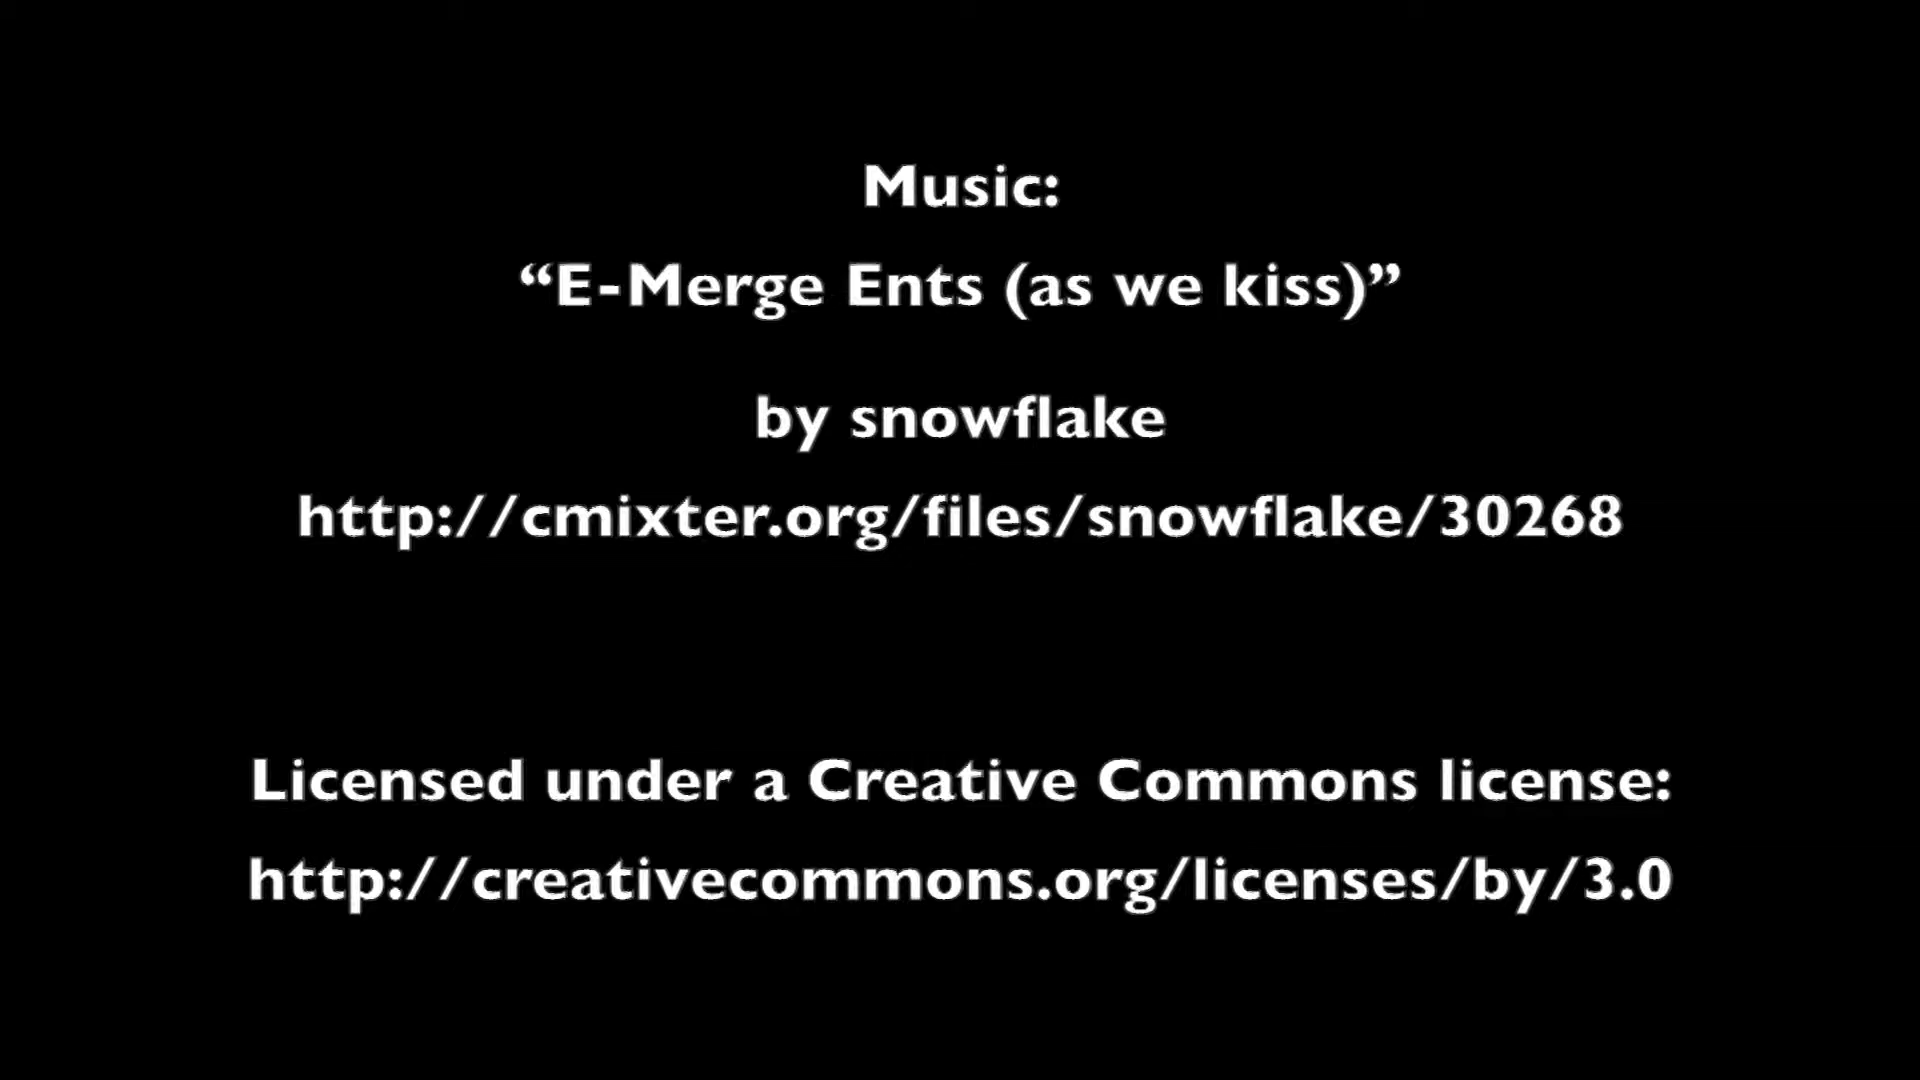 Music:
“E-Merge Ents (as we kiss)”
by snowflake
http://cmixter.org/files/snowflake/30268
Licensed under a Creative Commons license:
http://creativecommons.org/licenses/by/3.0